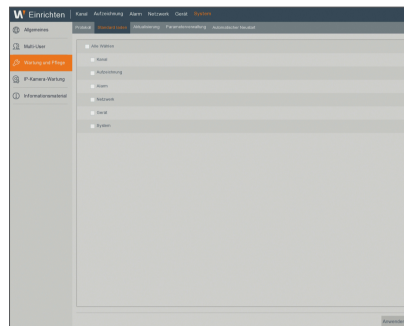 Einrichten
Kanal Aufzeichnung Alarm Netzwerk Gerät System
Allgemeines
Multi-User
Wartung und Pflege
IP-Kamera-Wartung
Informationsmaterial
Protokoll Aktualisierung Parameterverwaltung Automatischer Neustart
Alle Wählen
Kanal
Aufzeichnung
Alarm
Netzwerk
Gerät
System
Anwenden